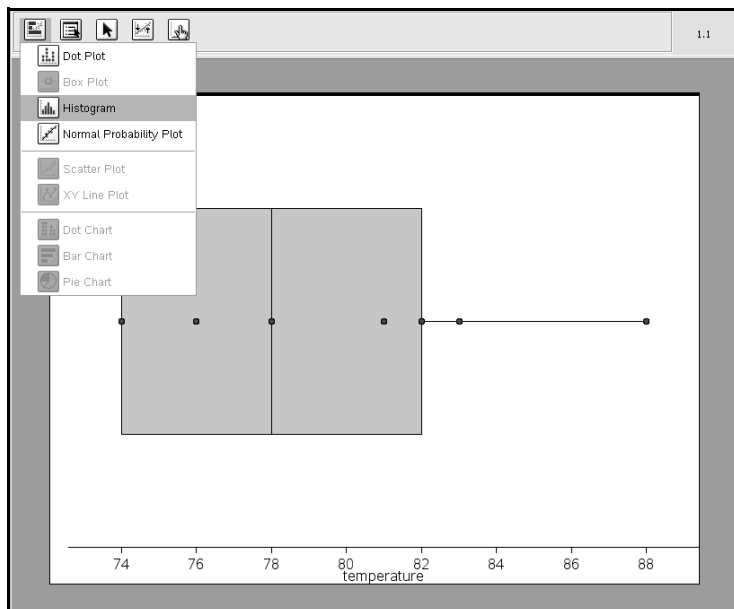 1.1
Dot Plot
Box Plot
Histogram
Normal Probability Plot
Scatter Plot
XY Line Plot
Dot Chart
Bar Chart
Pie Chart
74 76 78 80 82 84 86 88
temperature